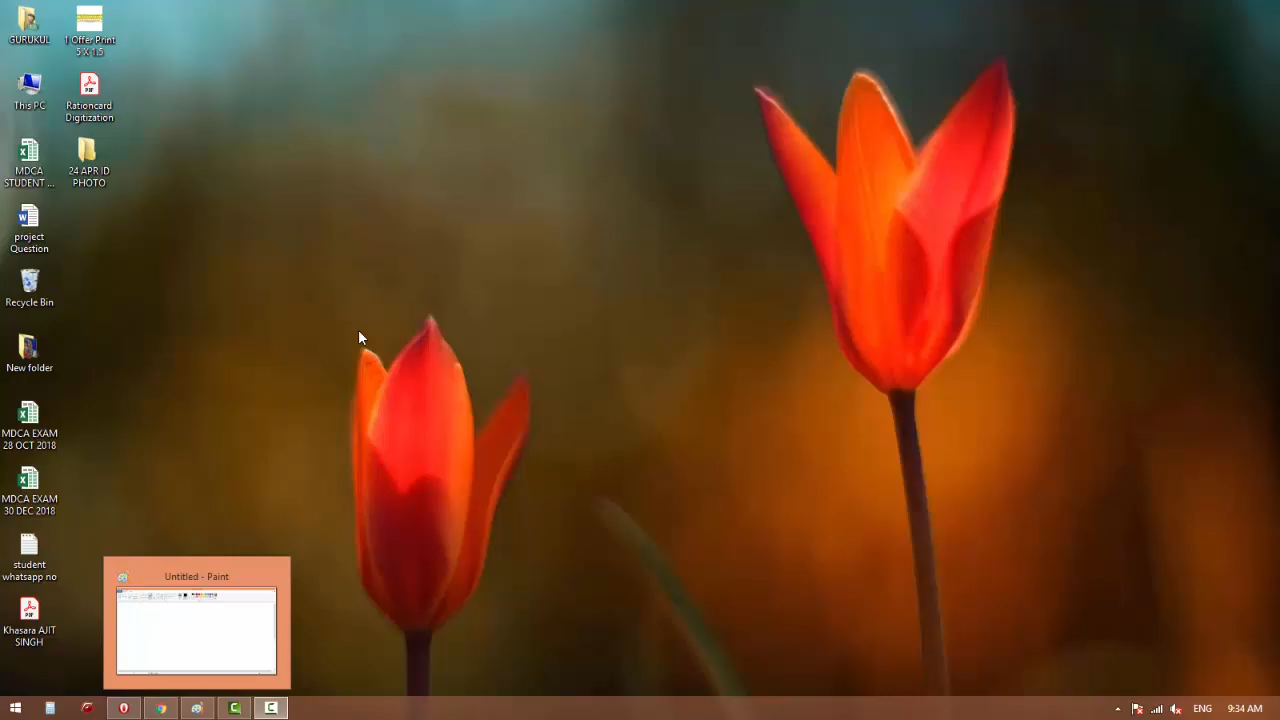 GURUKUL
1 Offer Print
5 X 1.5
This PC
Rationcard
Digitization
MDCA
STUDENT ...
24 APR ID
PHOTO
project
Question
Recycle Bin
New folder
MDCA EXAM
28 OCT 2018
MDCA EXAM
30 DEC 2018
student
whatsapp no
Khasara AJIT
SINGH
Untitled - Paint
ENG
9:34 AM